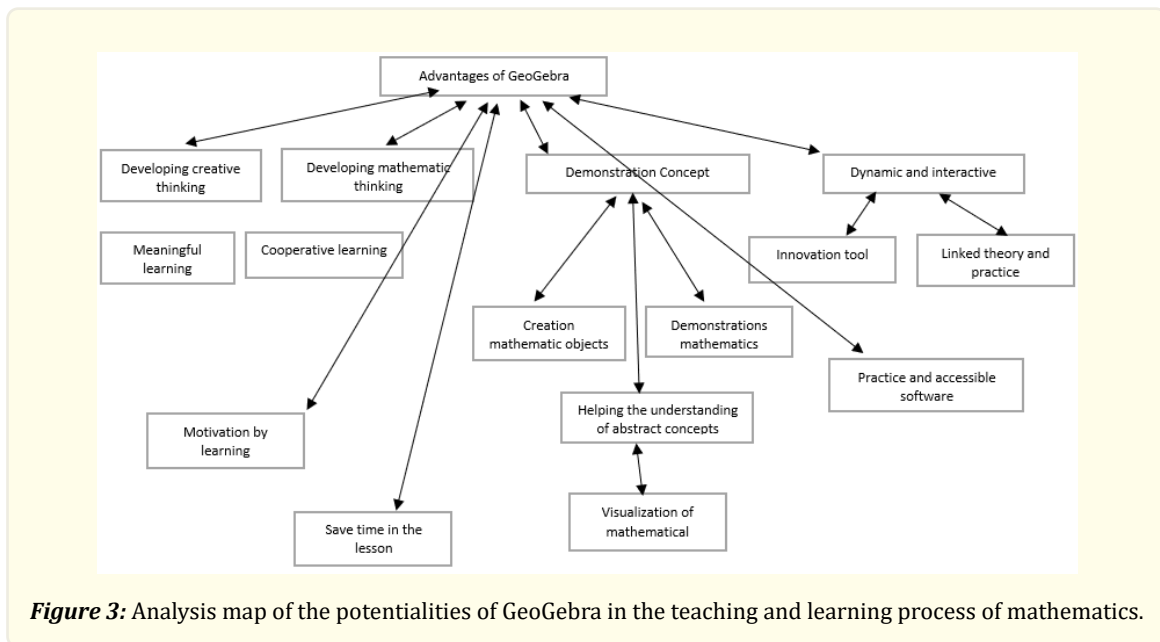 Advantages of GeoGebra
Developing creative
thinking
Developing mathematic
thinking
Demonstration Concept
Dynamic and interactive
Meaningful
learning
Cooperative learning
Innovation tool
Linked theory and
practice
Creation
mathematic objects
Demonstrations
mathematics
Practice and accessible
software
Helping the understanding
of abstract concepts
Motivation by
learning
Visualization of
mathematical
Save time in the
lesson
Figure 3: Analysis map of the potentialities of GeoGebra in the teaching and learning process of mathematics.